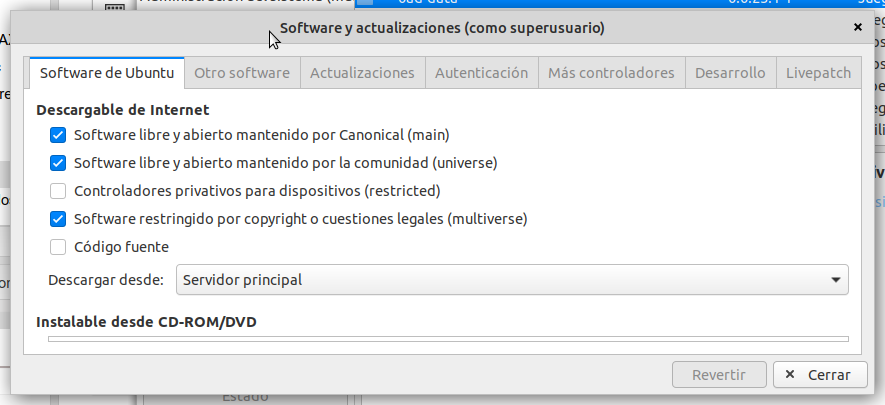 Software y actualizaciones (como superusuario)
Software de Ubuntu Otro software Actualizaciones Autenticación Más controladores Desarrollo Livepatch
Descargable de Internet
Software libre y abierto mantenido por Canonical (main)
Software libre y abierto mantenido por la comunidad (universe)
Controladores privativos para dispositivos (restricted)
Software restringido por copyright o cuestiones legales (multiverse)
Código fuente
Descargar desde: Servidor principal
Instalable desde CD-ROM/DVD
Revertir Cerrar
Estado